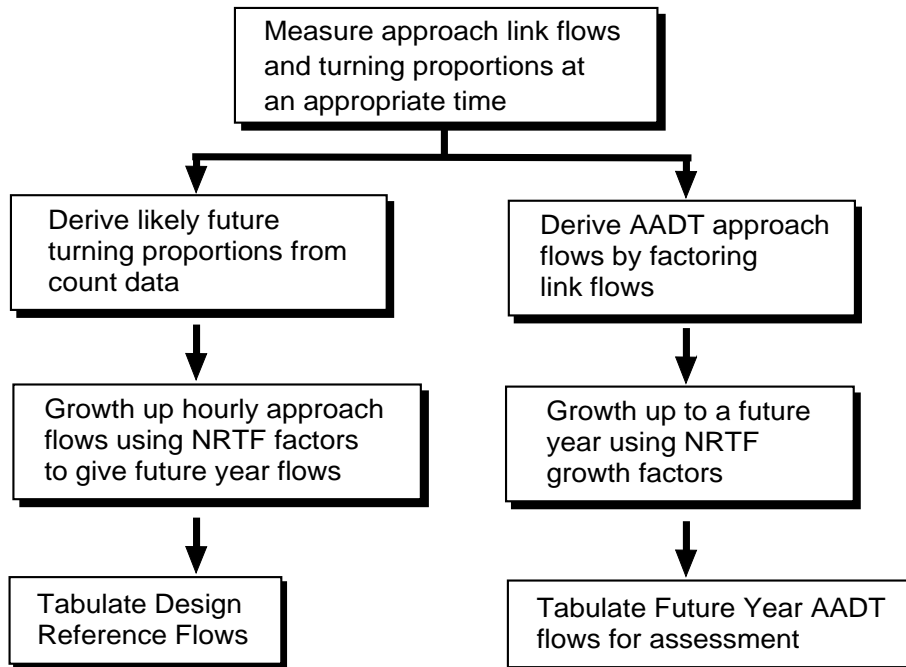 Measure approach link flows
and turning proportions at
an appropriate time
Derive likely future
turning proportions from
count data
Derive AADT approach
flows by factoring
link flows
Growth up hourly approach
flows using NRTF factors
to give future year flows
Growth up to a future
year using NRTF
growth factors
Tabulate Design
Reference Flows
Tabulate Future Year AADT
flows for assessment